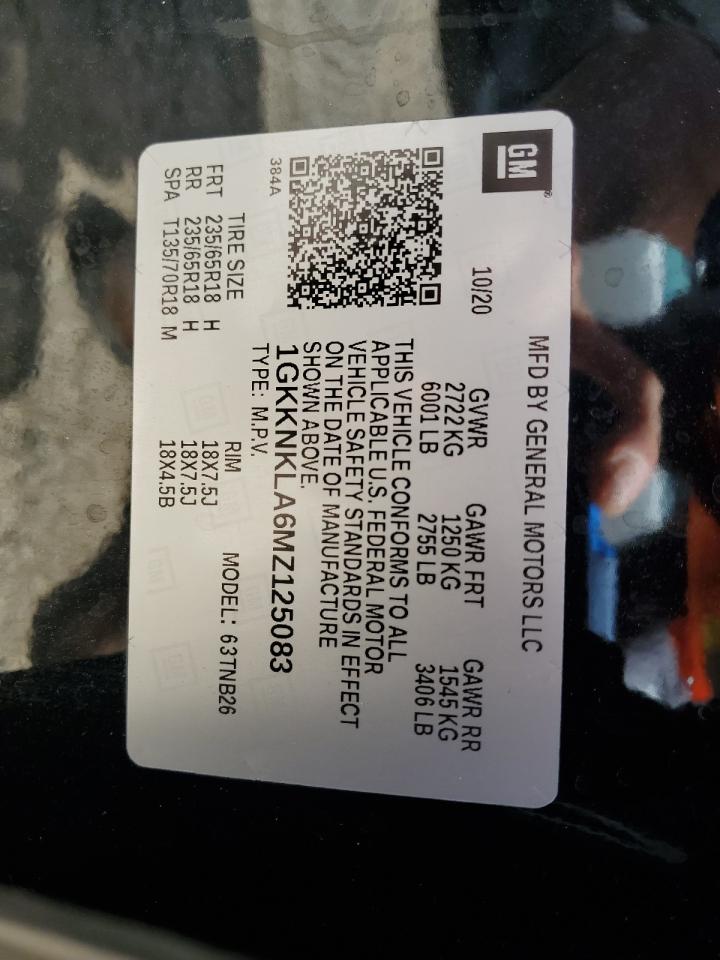 GM
MFD BY GENERAL MOTORS LLC
10/20
GVWR GAWR FRT GAWR RR
2722 KG 1250 KG 1545 KG
6001 LB 2755 LB 3406 LB
THIS VEHICLE CONFORMS TO ALL
APPLICABLE U.S. FEDERAL MOTOR
VEHICLE SAFETY STANDARDS IN EFFECT
ON THE DATE OF MANUFACTURE
SHOWN ABOVE.
1GKKNKLA6MZ125083
TYPE: M.P.V.
384A
MODEL: 63TNB26
TIRE SIZE RIM
FRT 235/65R18 H 18X7.5J
RR 235/65R18 H 18X7.5J
SPA T135/70R18 M 18X4.5B